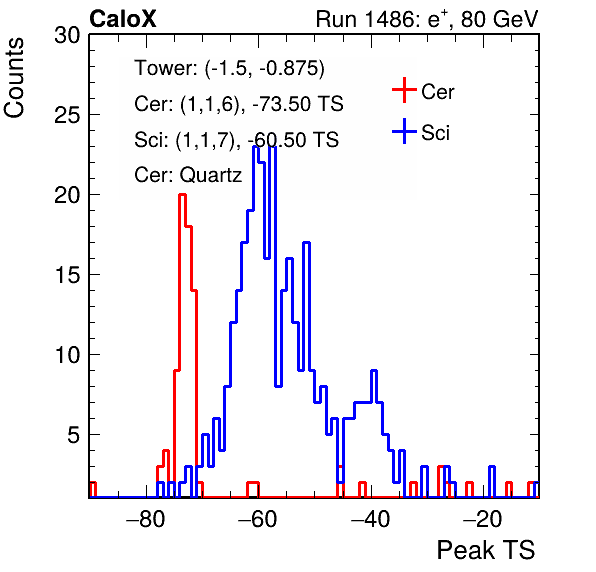 CaloX Run 1486: e⁺, 80 GeV
Counts
30
25
20
15
10
5
Tower: (-1.5, -0.875)
Cer: (1,1,6), -73.50 TS
Sci: (1,1,7), -60.50 TS
Cer: Quartz
Cer
Sci
−80 −60 −40 −20
Peak TS